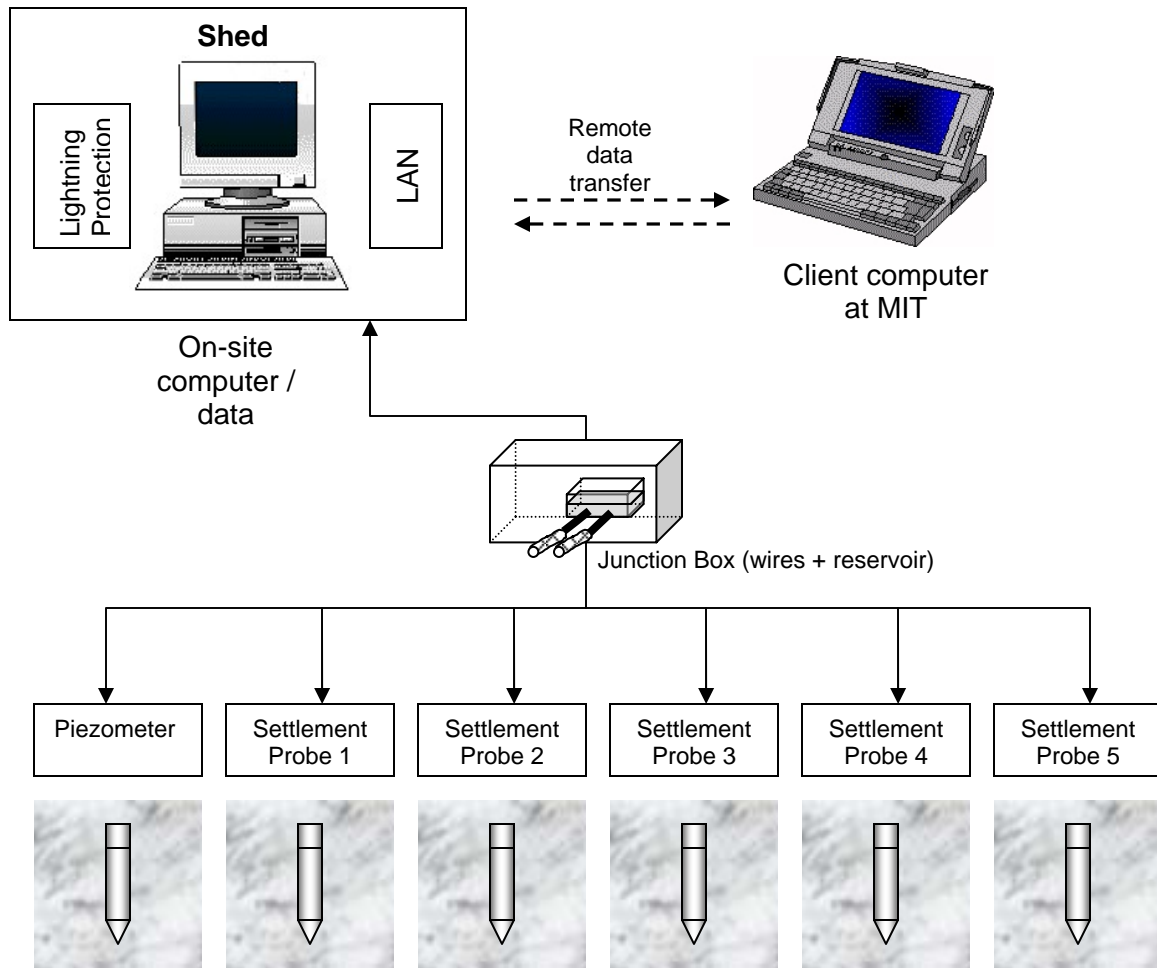 Shed
Lightning
Protection
LAN
Remote
data
transfer
Client computer
at MIT
On-site
computer /
data
Junction Box (wires + reservoir)
Piezometer
Settlement
Probe 1
Settlement
Probe 2
Settlement
Probe 3
Settlement
Probe 4
Settlement
Probe 5